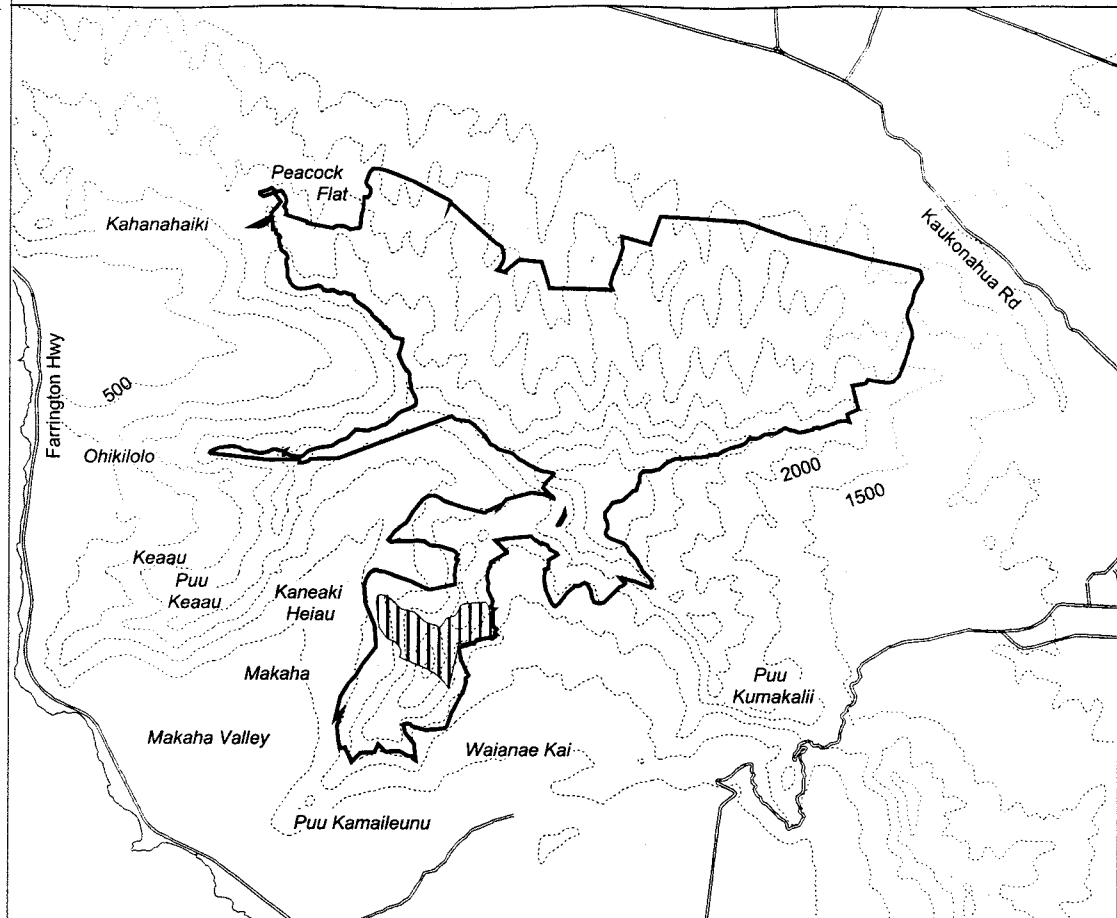 Peacock
Flat
Kahanahaiki
Kaukonahua Rd
Farrington Hwy
500
Ohikilolo
2000
1500
Keaau
Puu
Keaau
Kaneaki
Heiau
Makaha
Puu
Kumakalii
Makaha Valley
Waianae Kai
Puu Kamaileunu